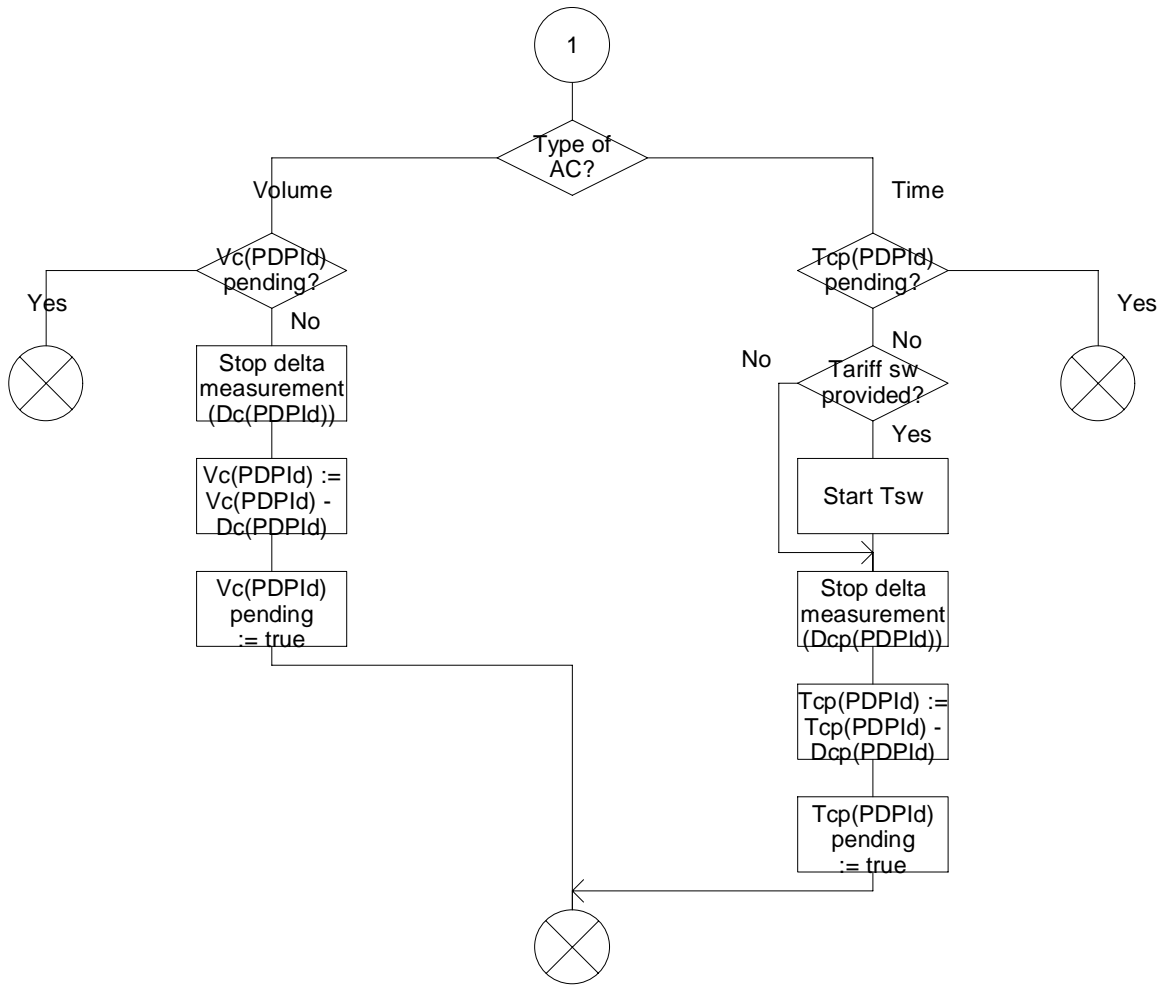 1
Type of
AC?
Volume
Time
Vc(PDPId)
pending?
Tcp(PDPId)
pending?
Yes
No
Yes
No
Stop delta
measurement
(Dc(PDPId))
No
Tariff sw
provided?
Yes
Vc(PDPId) :=
Vc(PDPId) -
Dc(PDPId)
Start Tsw
Vc(PDPId)
pending
:= true
Stop delta
measurement
(Dcp(PDPId))
Tcp(PDPId) :=
Tcp(PDPId) -
Dcp(PDPId)
Tcp(PDPId)
pending
:= true